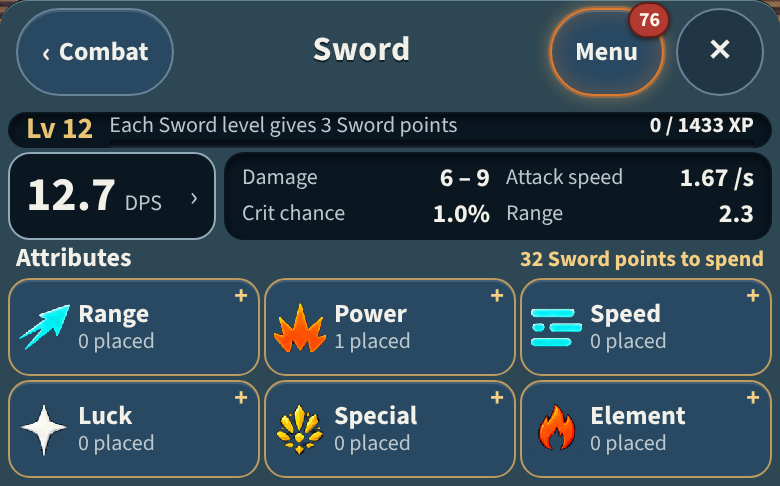 ‹ Combat
Sword
Menu
76
✕
Lv 12
Each Sword level gives 3 Sword points
0 / 1433 XP
12.7 DPS ›
Damage 6 – 9
Attack speed 1.67 /s
Crit chance 1.0%
Range 2.3
Attributes
32 Sword points to spend
Range +
0 placed
Power +
1 placed
Speed +
0 placed
Luck +
0 placed
Special +
0 placed
Element +
0 placed